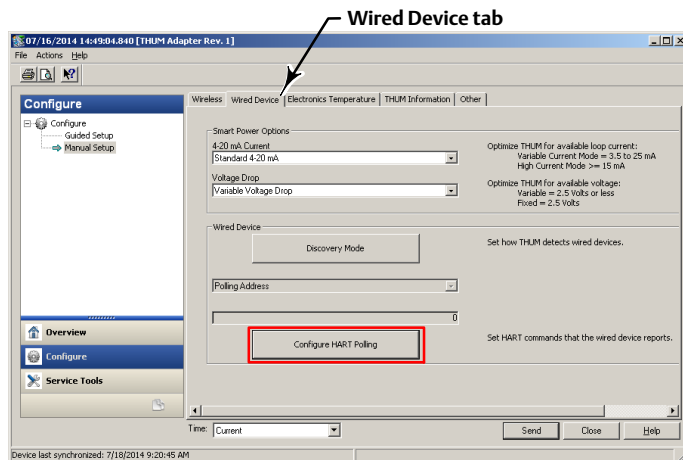 Wired Device tab
07/16/2014 14:49:04.840 [THUM Adapter Rev. 1]
File Actions Help
Configure
Configure
Guided Setup
Manual Setup
Overview
Configure
Service Tools
Wireless Wired Device Electronics Temperature THUM Information Other
Smart Power Options
4-20 mA Current
Standard 4-20 mA
Optimize THUM for available loop current:
Variable Current Mode = 3.5 to 25 mA
High Current Mode >= 15 mA
Voltage Drop
Variable Voltage Drop
Optimize THUM for available voltage:
Variable = 2.5 Volts or less
Fixed = 2.5 Volts
Wired Device
Discovery Mode
Set how THUM detects wired devices.
Polling Address
0
Configure HART Polling
Set HART commands that the wired device reports.
Time: Current
Send Close Help
Device last synchronized: 7/18/2014 9:20:45 AM